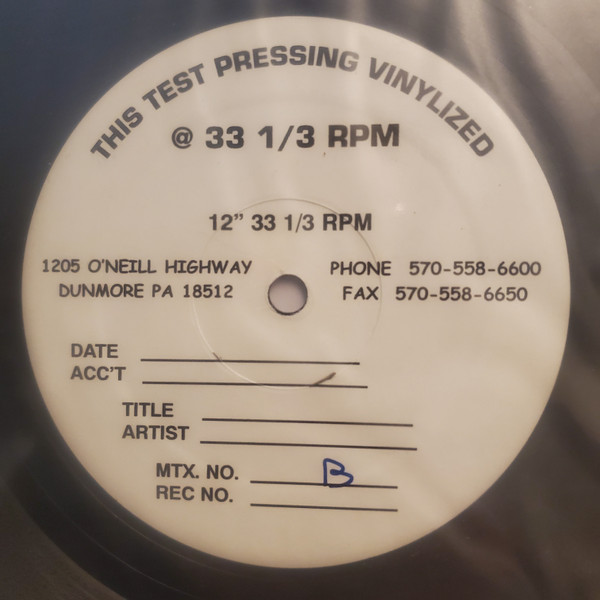 THIS TEST PRESSING VINYLIZED
@ 33 1/3 RPM
12” 33 1/3 RPM
1205 O'NEILL HIGHWAY PHONE 570-558-6600
DUNMORE PA 18512 FAX 570-558-6650
DATE
ACC'T
TITLE
ARTIST
MTX. NO. B
REC NO.